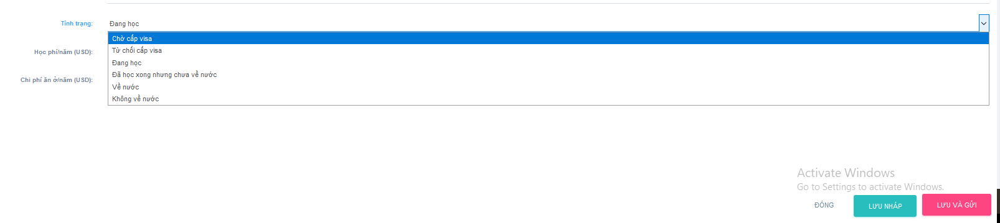 Tình trạng:
Đang học
Chờ cấp visa
Từ chối cấp visa
Học phí/năm (USD):
Đang học
Đã học xong nhưng chưa về nước
Chi phí ăn ở/năm (USD):
Về nước
Không về nước
Activate Windows
Go to Settings to activate Windows.
ĐÓNG
LƯU NHÁP
LƯU VÀ GỬI